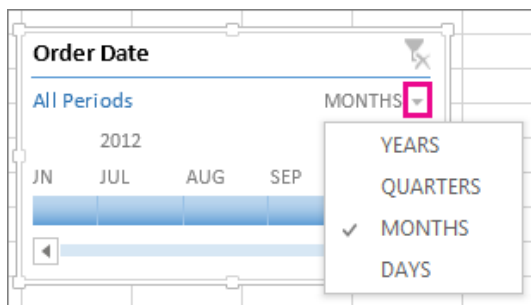 Order Date
All Periods MONTHS
2012 YEARS
JN JUL AUG SEP
QUARTERS
MONTHS
DAYS